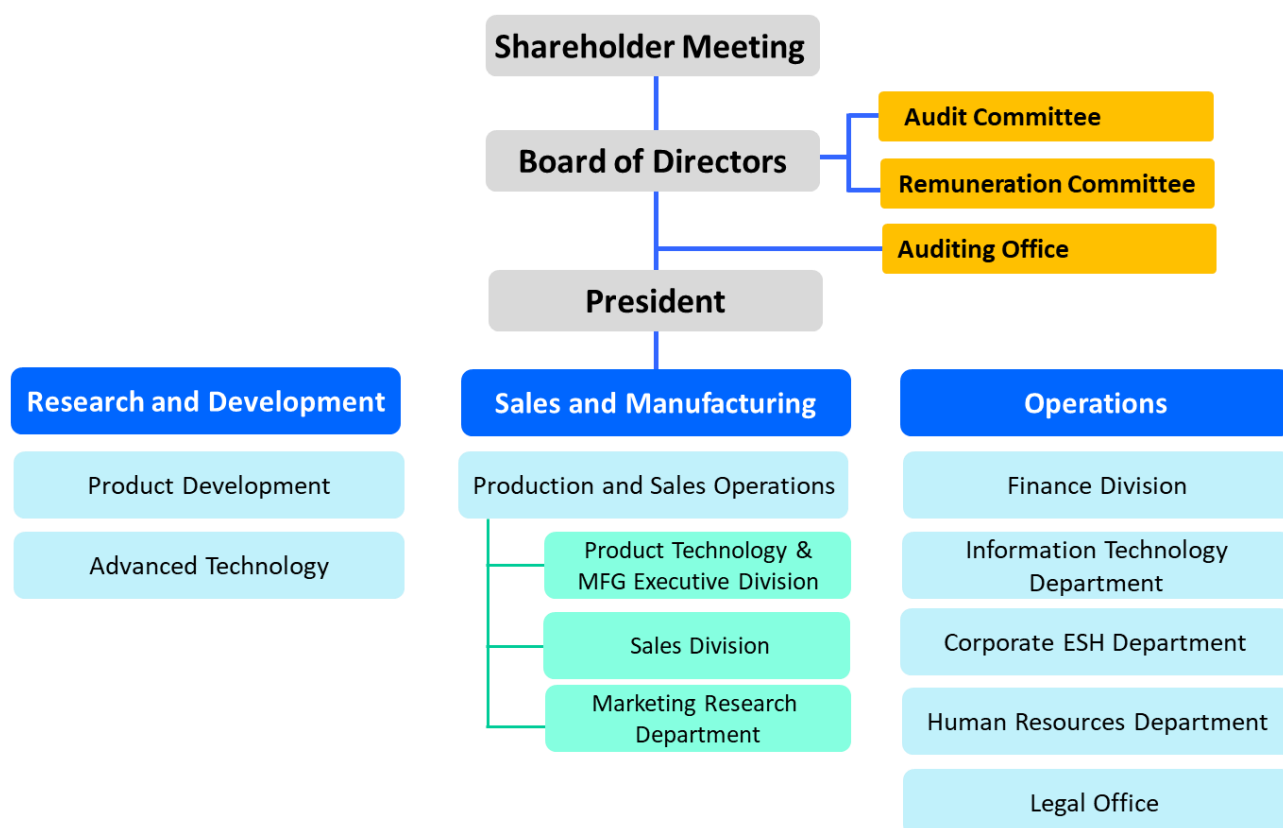 Shareholder Meeting
Audit Committee
Board of Directors
Remuneration Committee
Auditing Office
President
Research and Development
Product Development
Advanced Technology
Sales and Manufacturing
Production and Sales Operations
Product Technology &
MFG Executive Division
Sales Division
Marketing Research
Department
Operations
Finance Division
Information Technology
Department
Corporate ESH Department
Human Resources Department
Legal Office